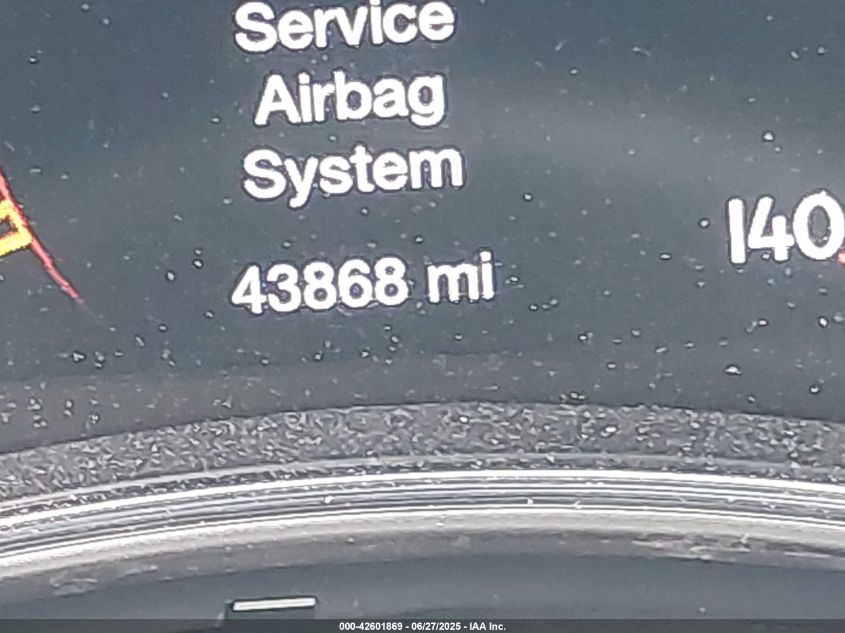 Service
Airbag
System
140
43868 mi
000-42601869 - 06/27/2025 - IAA Inc.